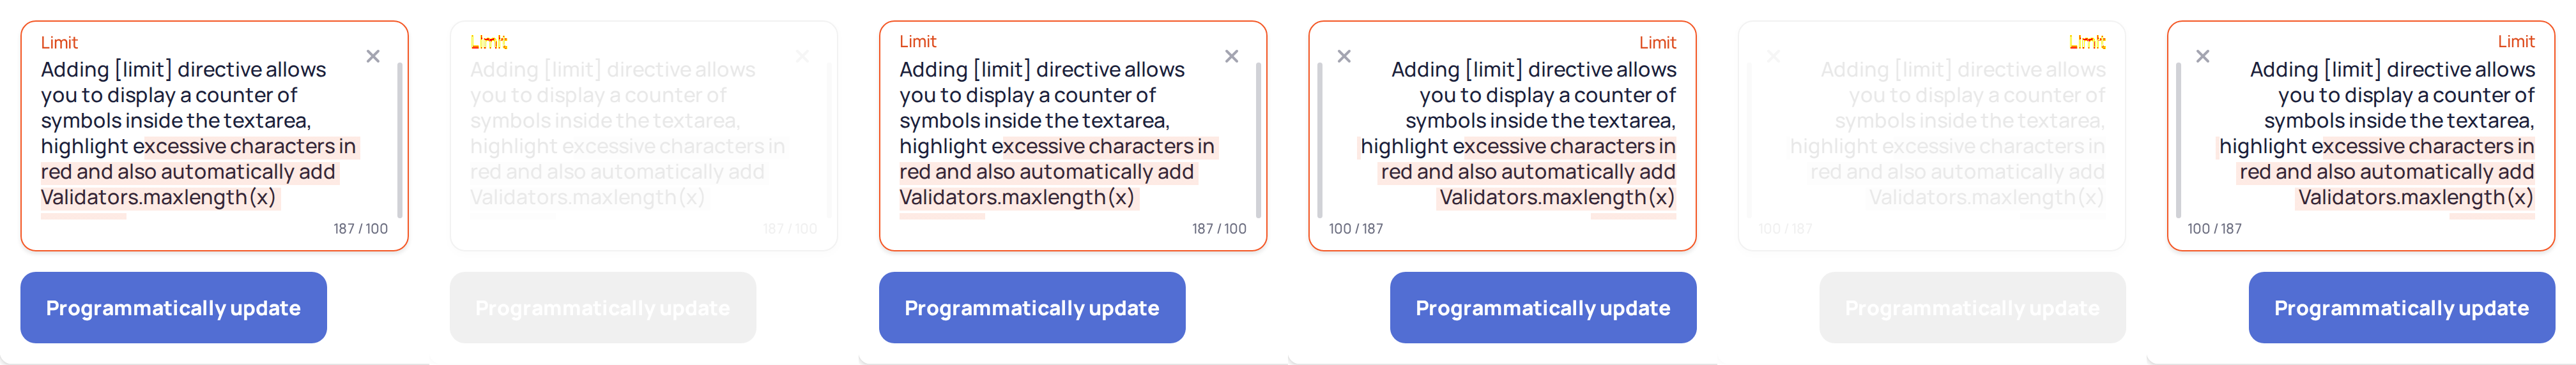 Limit
Adding [limit] directive allows
you to display a counter of
symbols inside the textarea,
highlight excessive characters in
red and also automatically add
Validators.maxlength(x)
187 / 100
Programmatically update
Limit
Adding [limit] directive allows
you to display a counter of
symbols inside the textarea,
highlight excessive characters in
red and also automatically add
Validators.maxlength(x)
187 / 100
Programmatically update
Limit
Adding [limit] directive allows
you to display a counter of
symbols inside the textarea,
highlight excessive characters in
red and also automatically add
Validators.maxlength(x)
187 / 100
Programmatically update
Limit
Adding [limit] directive allows
you to display a counter of
symbols inside the textarea,
highlight excessive characters in
red and also automatically add
Validators.maxlength(x)
100 / 187
Programmatically update
Limit
Adding [limit] directive allows
you to display a counter of
symbols inside the textarea,
highlight excessive characters in
red and also automatically add
Validators.maxlength(x)
100 / 187
Programmatically update
Limit
Adding [limit] directive allows
you to display a counter of
symbols inside the textarea,
highlight excessive characters in
red and also automatically add
Validators.maxlength(x)
100 / 187
Programmatically update